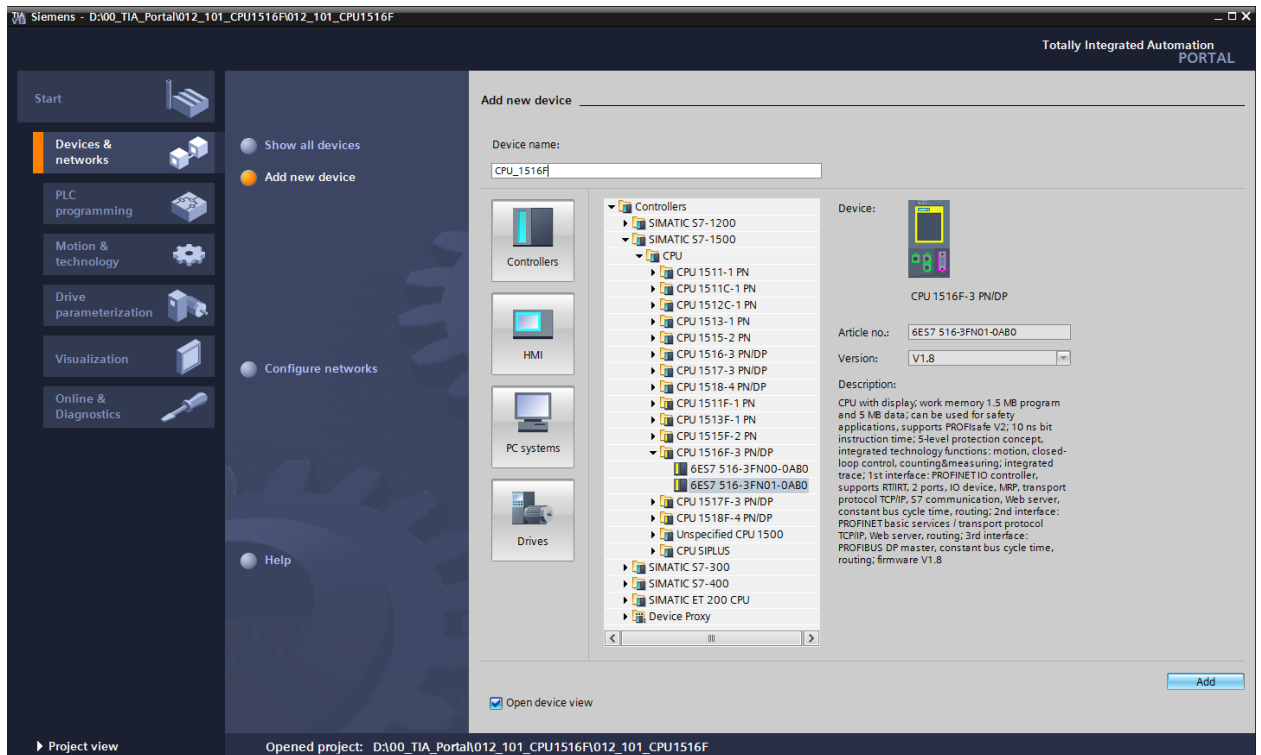 Siemens - D:\00_TIA_Portal\012_101_CPU1516F\012_101_CPU1516F
Totally Integrated Automation
PORTAL
Start
Devices &
networks
PLC
programming
Motion &
technology
Drive
parameterization
Visualization
Online &
Diagnostics
Show all devices
Add new device
Configure networks
Help
Add new device
Device name:
CPU_1516F
Controllers
HMI
PC systems
Drives
Controllers
SIMATIC S7-1200
SIMATIC S7-1500
CPU
CPU 1511-1 PN
CPU 1511C-1 PN
CPU 1512C-1 PN
CPU 1513-1 PN
CPU 1515-2 PN
CPU 1516-3 PN/DP
CPU 1517-3 PN/DP
CPU 1518-4 PN/DP
CPU 1511F-1 PN
CPU 1513F-1 PN
CPU 1515F-2 PN
CPU 1516F-3 PN/DP
6ES7 516-3FN00-0AB0
6ES7 516-3FN01-0AB0
CPU 1517F-3 PN/DP
CPU 1518F-4 PN/DP
Unspecified CPU 1500
CPU SIPLUS
SIMATIC S7-300
SIMATIC S7-400
SIMATIC ET 200 CPU
Device Proxy
Device:
CPU 1516F-3 PN/DP
Article no.: 6ES7 516-3FN01-0AB0
Version: V1.8
Description:
CPU with display; work memory 1.5 MB program
and 5 MB data; can be used for safety
applications, supports PROFIsafe V2; 10 ns bit
instruction time; 5-level protection concept,
integrated technology functions: motion, closed-
loop control, counting&measuring; integrated
trace; 1st interface: PROFINET IO controller,
supports RT/IRT, 2 ports, IO device, MRP, transport
protocol TCP/IP, S7 communication, Web server,
constant bus cycle time, routing; 2nd interface:
PROFINET basic services / transport protocol
TCP/IP, Web server, routing; 3rd interface:
PROFIBUS DP master, constant bus cycle time,
routing; firmware V1.8
Add
Open device view
Project view
Opened project: D:\00_TIA_Portal\012_101_CPU1516F\012_101_CPU1516F